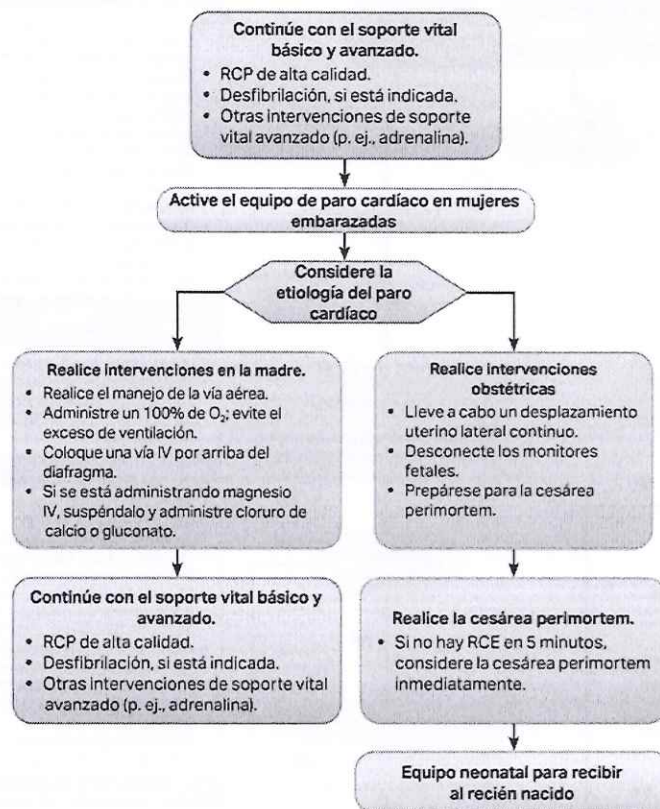 Continúe con el soporte vital
básico y avanzado.
• RCP de alta calidad.
• Desfibrilación, si está indicada.
• Otras intervenciones de soporte
vital avanzado (p. ej., adrenalina).
Active el equipo de paro cardíaco en mujeres
embarazadas
Considere la
etiología del paro
cardíaco
Realice intervenciones en la madre.
• Realice el manejo de la vía aérea.
• Administre un 100% de O₂; evite el
exceso de ventilación.
• Coloque una vía IV por arriba del
diafragma.
• Si se está administrando magnesio
IV, suspéndalo y administre cloruro de
calcio o gluconato.
Continúe con el soporte vital básico y
avanzado.
• RCP de alta calidad.
• Desfibrilación, si está indicada.
• Otras intervenciones de soporte vital
avanzado (p. ej., adrenalina).
Realice intervenciones
obstétricas
• Lleve a cabo un desplazamiento
uterino lateral continuo.
• Desconecte los monitores
fetales.
• Prepárese para la cesárea
perimortem.
Realice la cesárea perimortem.
• Si no hay RCE en 5 minutos,
considere la cesárea perimortem
inmediatamente.
Equipo neonatal para recibir
al recién nacido